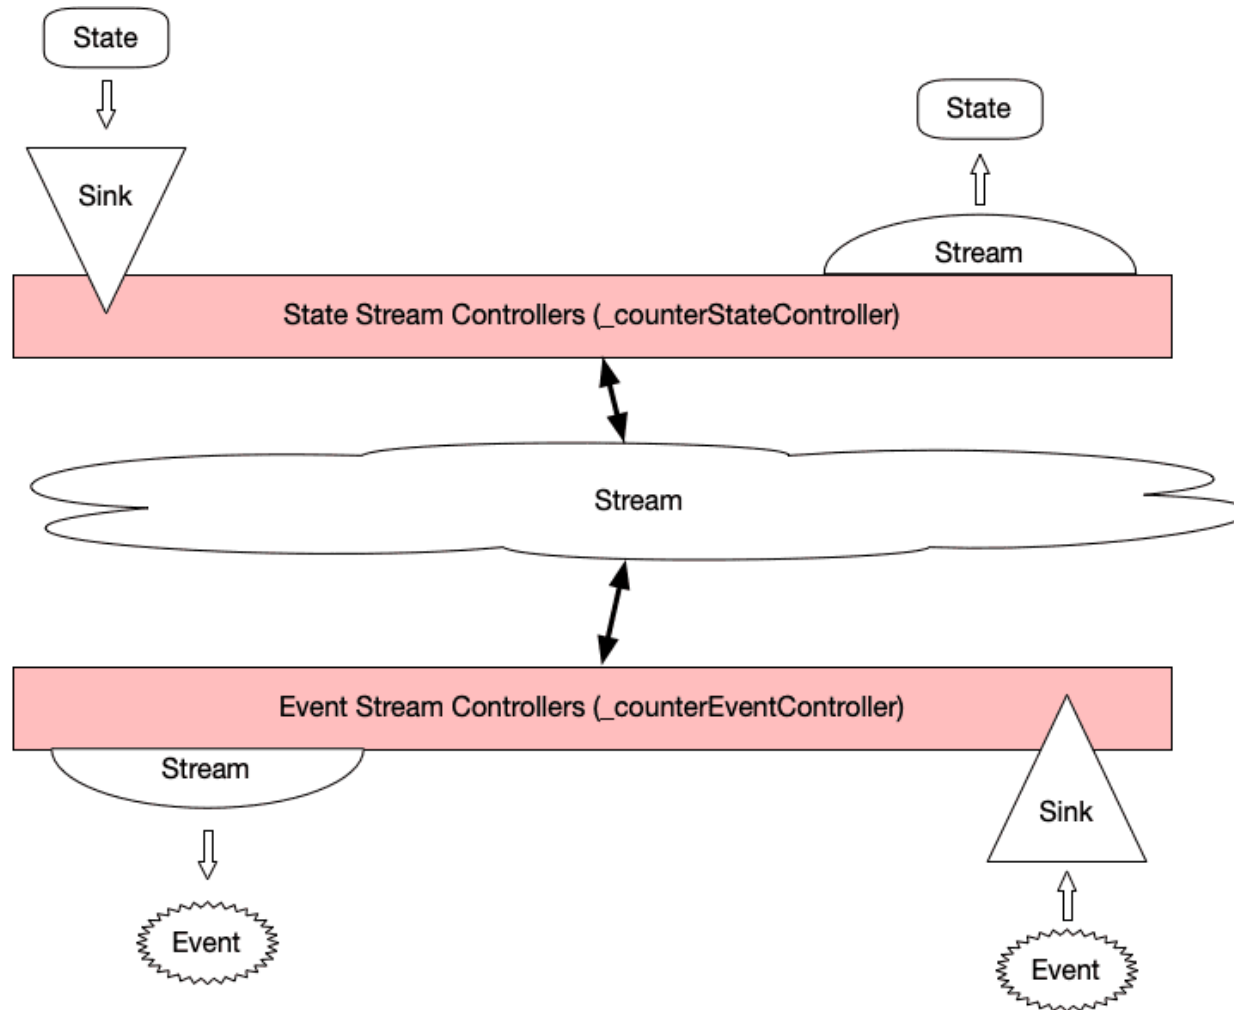 State
State
Sink
Stream
State Stream Controllers (_counterStateController)
Stream
Event Stream Controllers (_counterEventController)
Stream
Sink
Event
Event